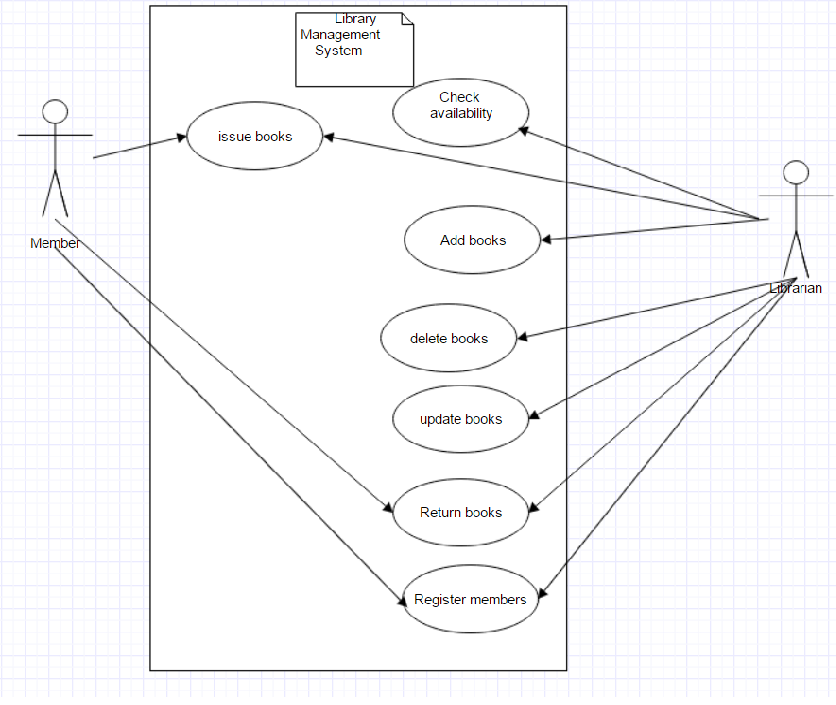 Library
Management
System
Check
availability
issue books
Add books
Member
Librarian
delete books
update books
Return books
Register members